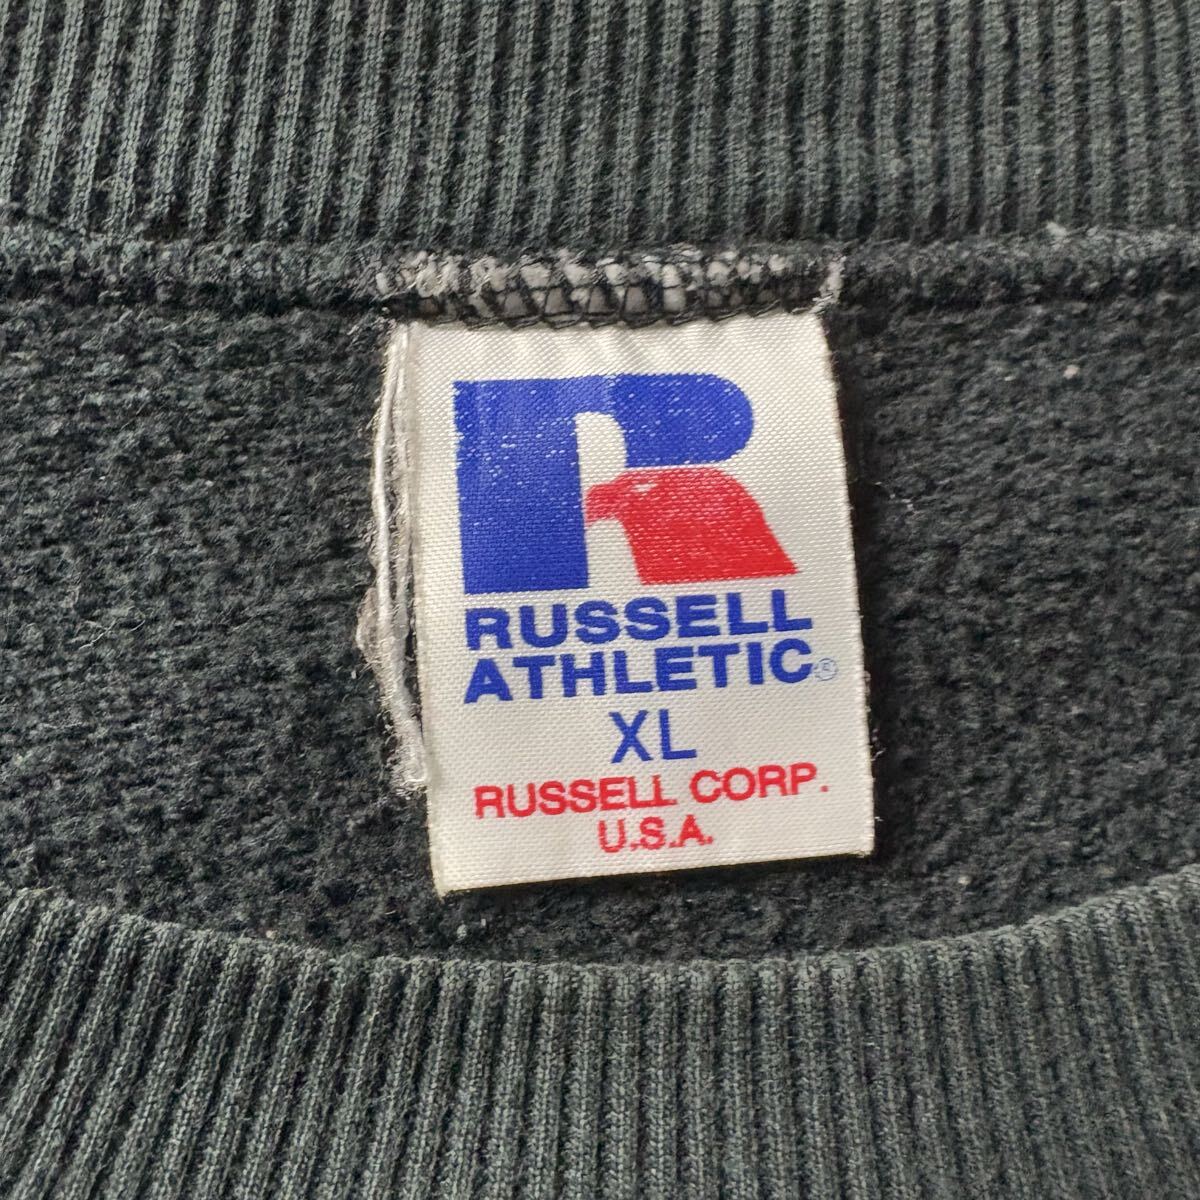 R
RUSSELL
ATHLETIC®
XL
RUSSELL CORP.
U.S.A.